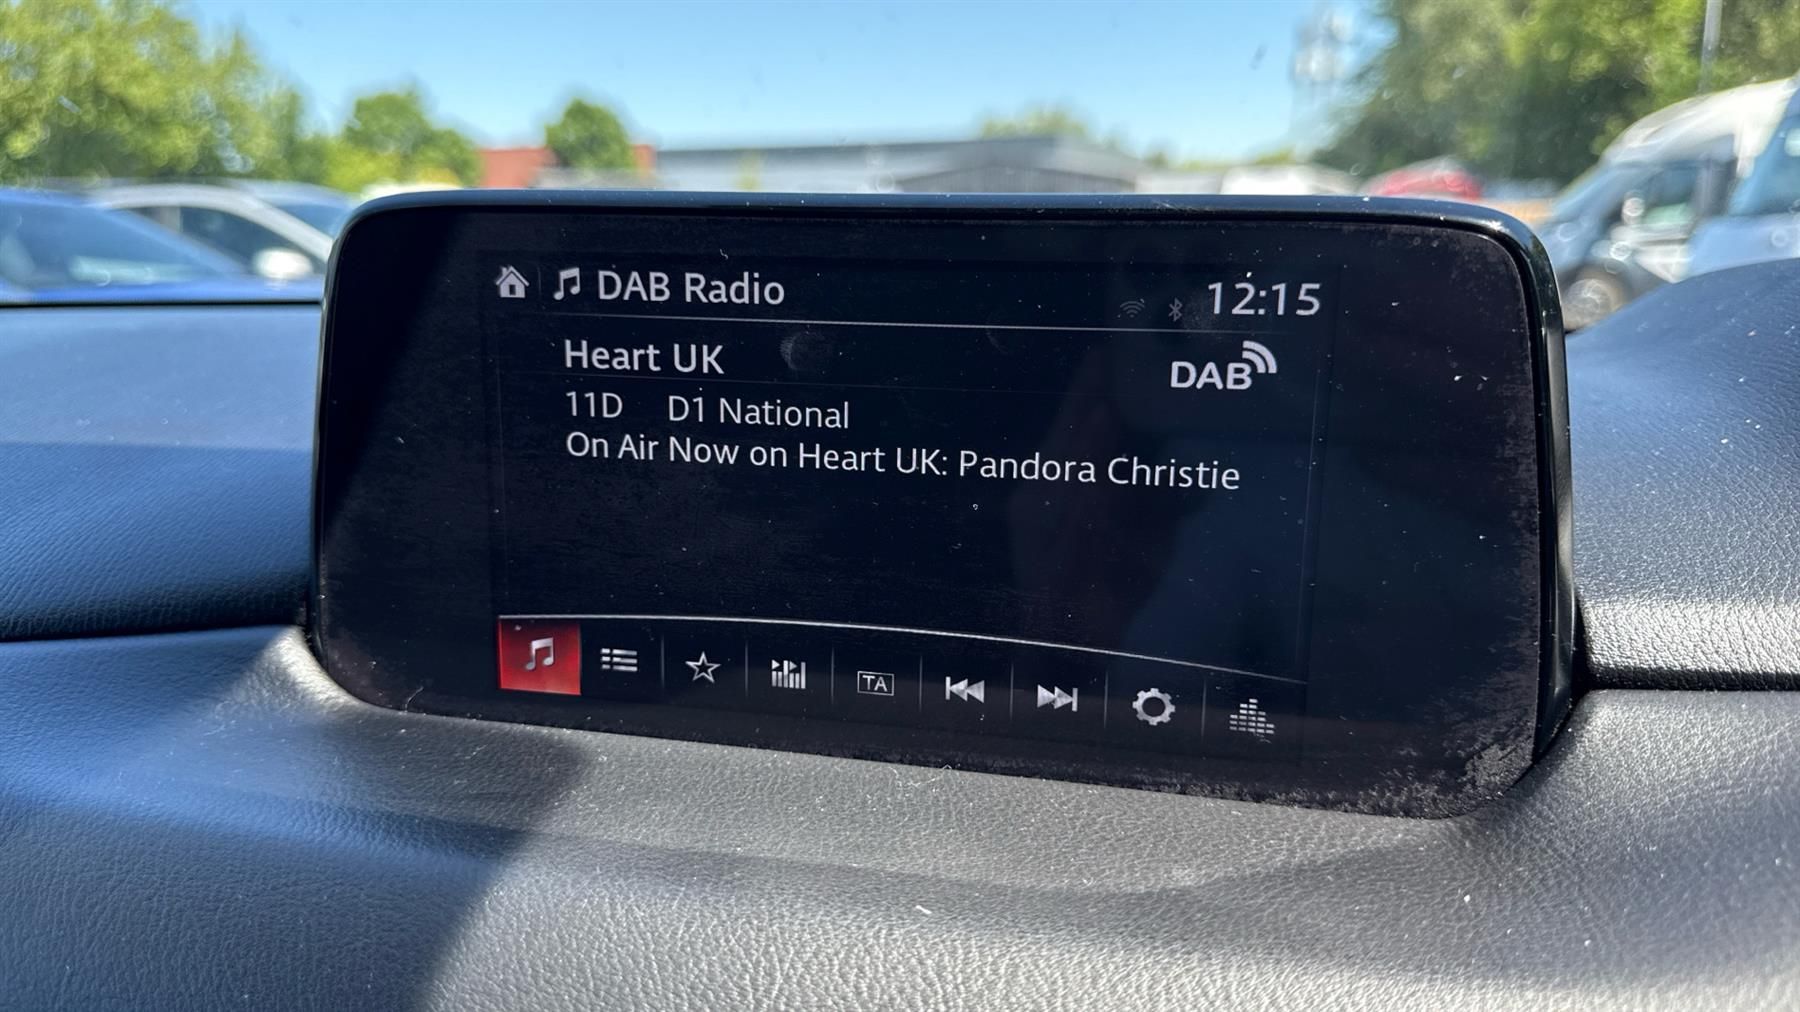 DAB Radio 12:15
Heart UK DAB
11D D1 National
On Air Now on Heart UK: Pandora Christie
TA